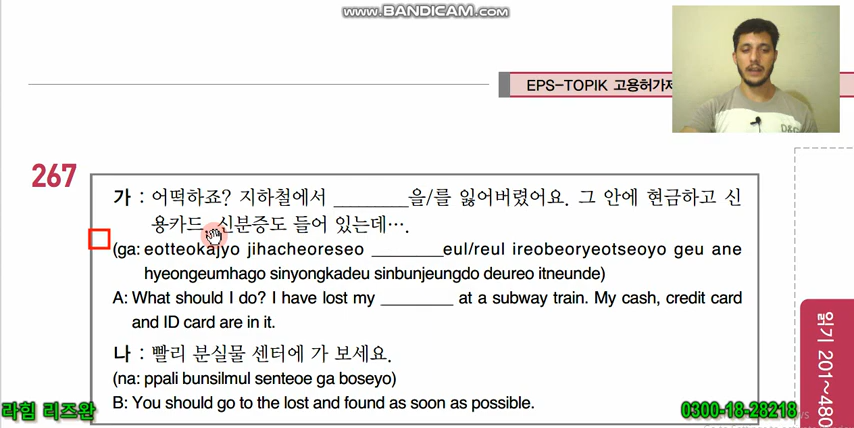 www.BANDICAM.com
EPS-TOPIK 고용허가제
267
가 : 어떡하죠? 지하철에서 ________을/를 잃어버렸어요. 그 안에 현금하고 신
용카드, 신분증도 들어 있는데….
(ga: eotteokajyo jihacheoreseo ________eul/reul ireobeoryeotseoyo geu ane
hyeongeumhago sinyongkadeu sinbunjeungdo deureo itneunde)
A: What should I do? I have lost my ________ at a subway train. My cash, credit card
and ID card are in it.
나 : 빨리 분실물 센터에 가 보세요.
(na: ppali bunsilmul senteoe ga boseyo)
B: You should go to the lost and found as soon as possible.
읽기 201~480
라힘 리즈완
0300-18-28218